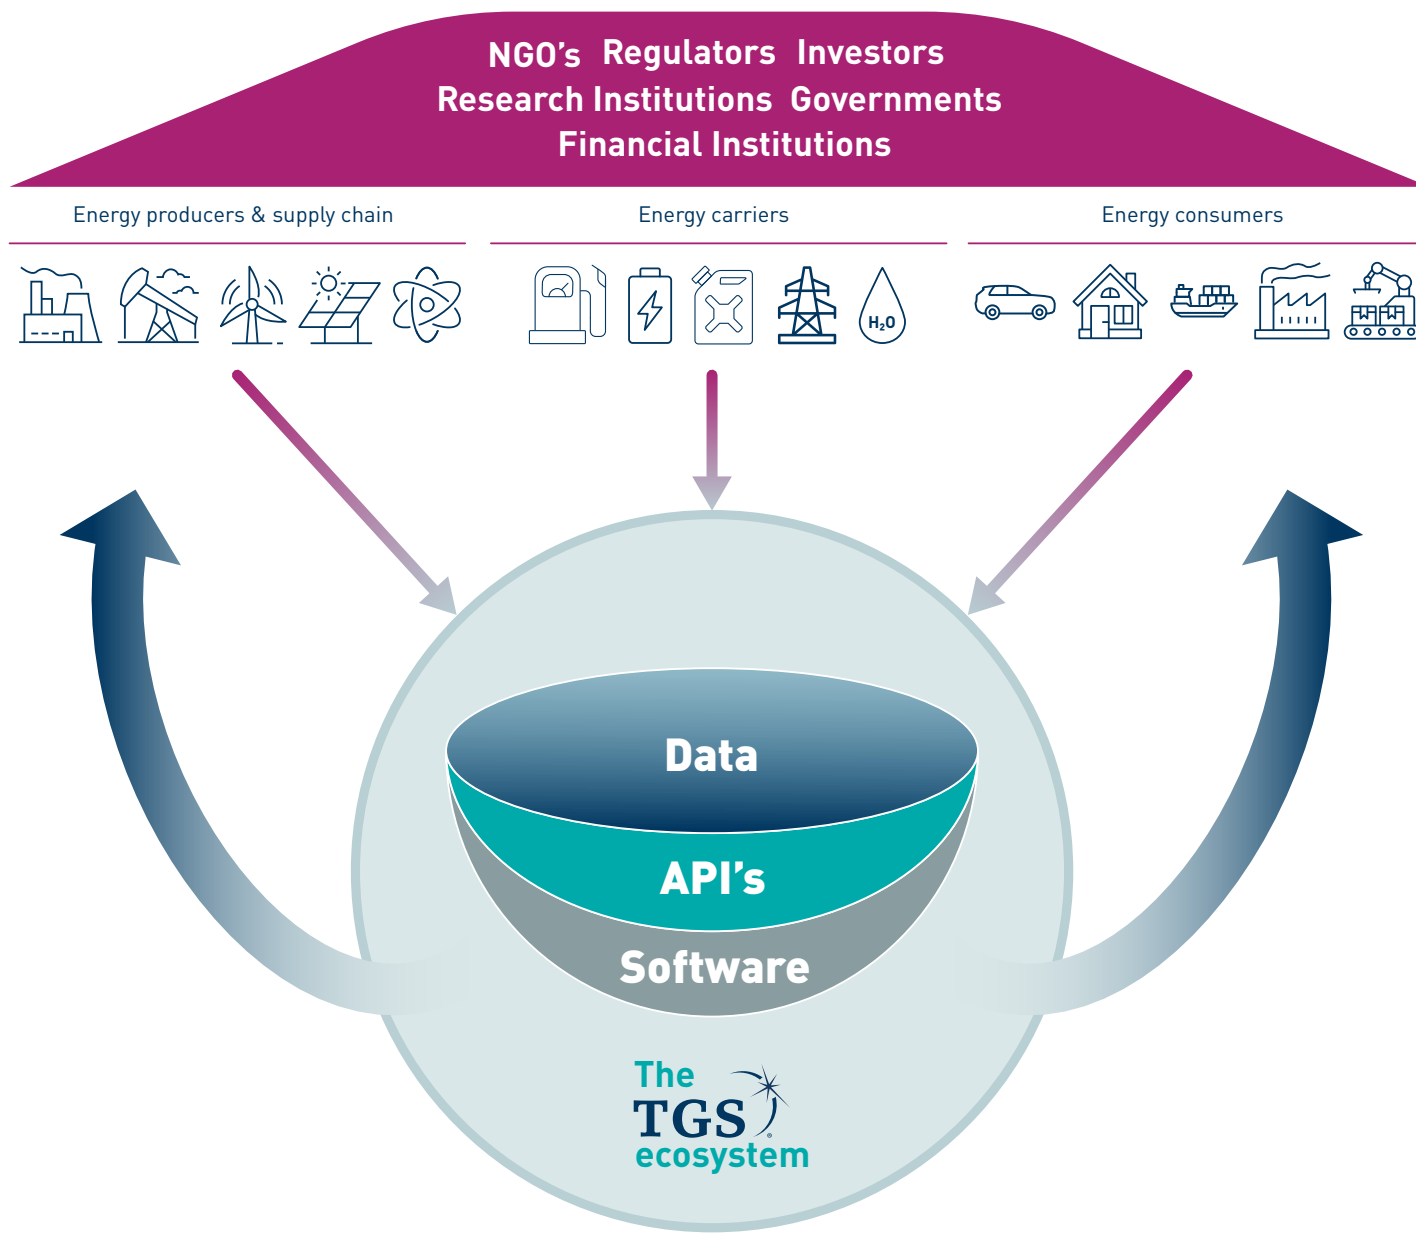 NGO's Regulators Investors
Research Institutions Governments
Financial Institutions
Energy producers & supply chain
Energy carriers
Energy consumers
H₂O
Data
API's
Software
The
TGS®
ecosystem